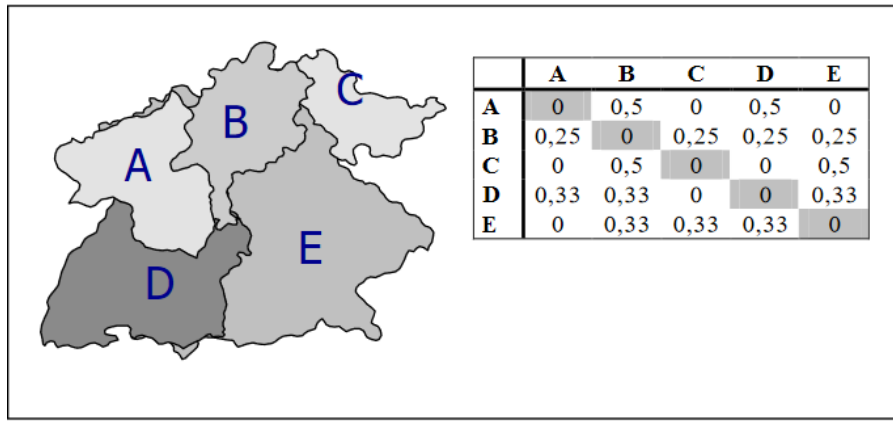 C
B
A
E
D
A B C D E
A 0 0,5 0 0,5 0
B 0,25 0 0,25 0,25 0,25
C 0 0,5 0 0 0,5
D 0,33 0,33 0 0 0,33
E 0 0,33 0,33 0,33 0